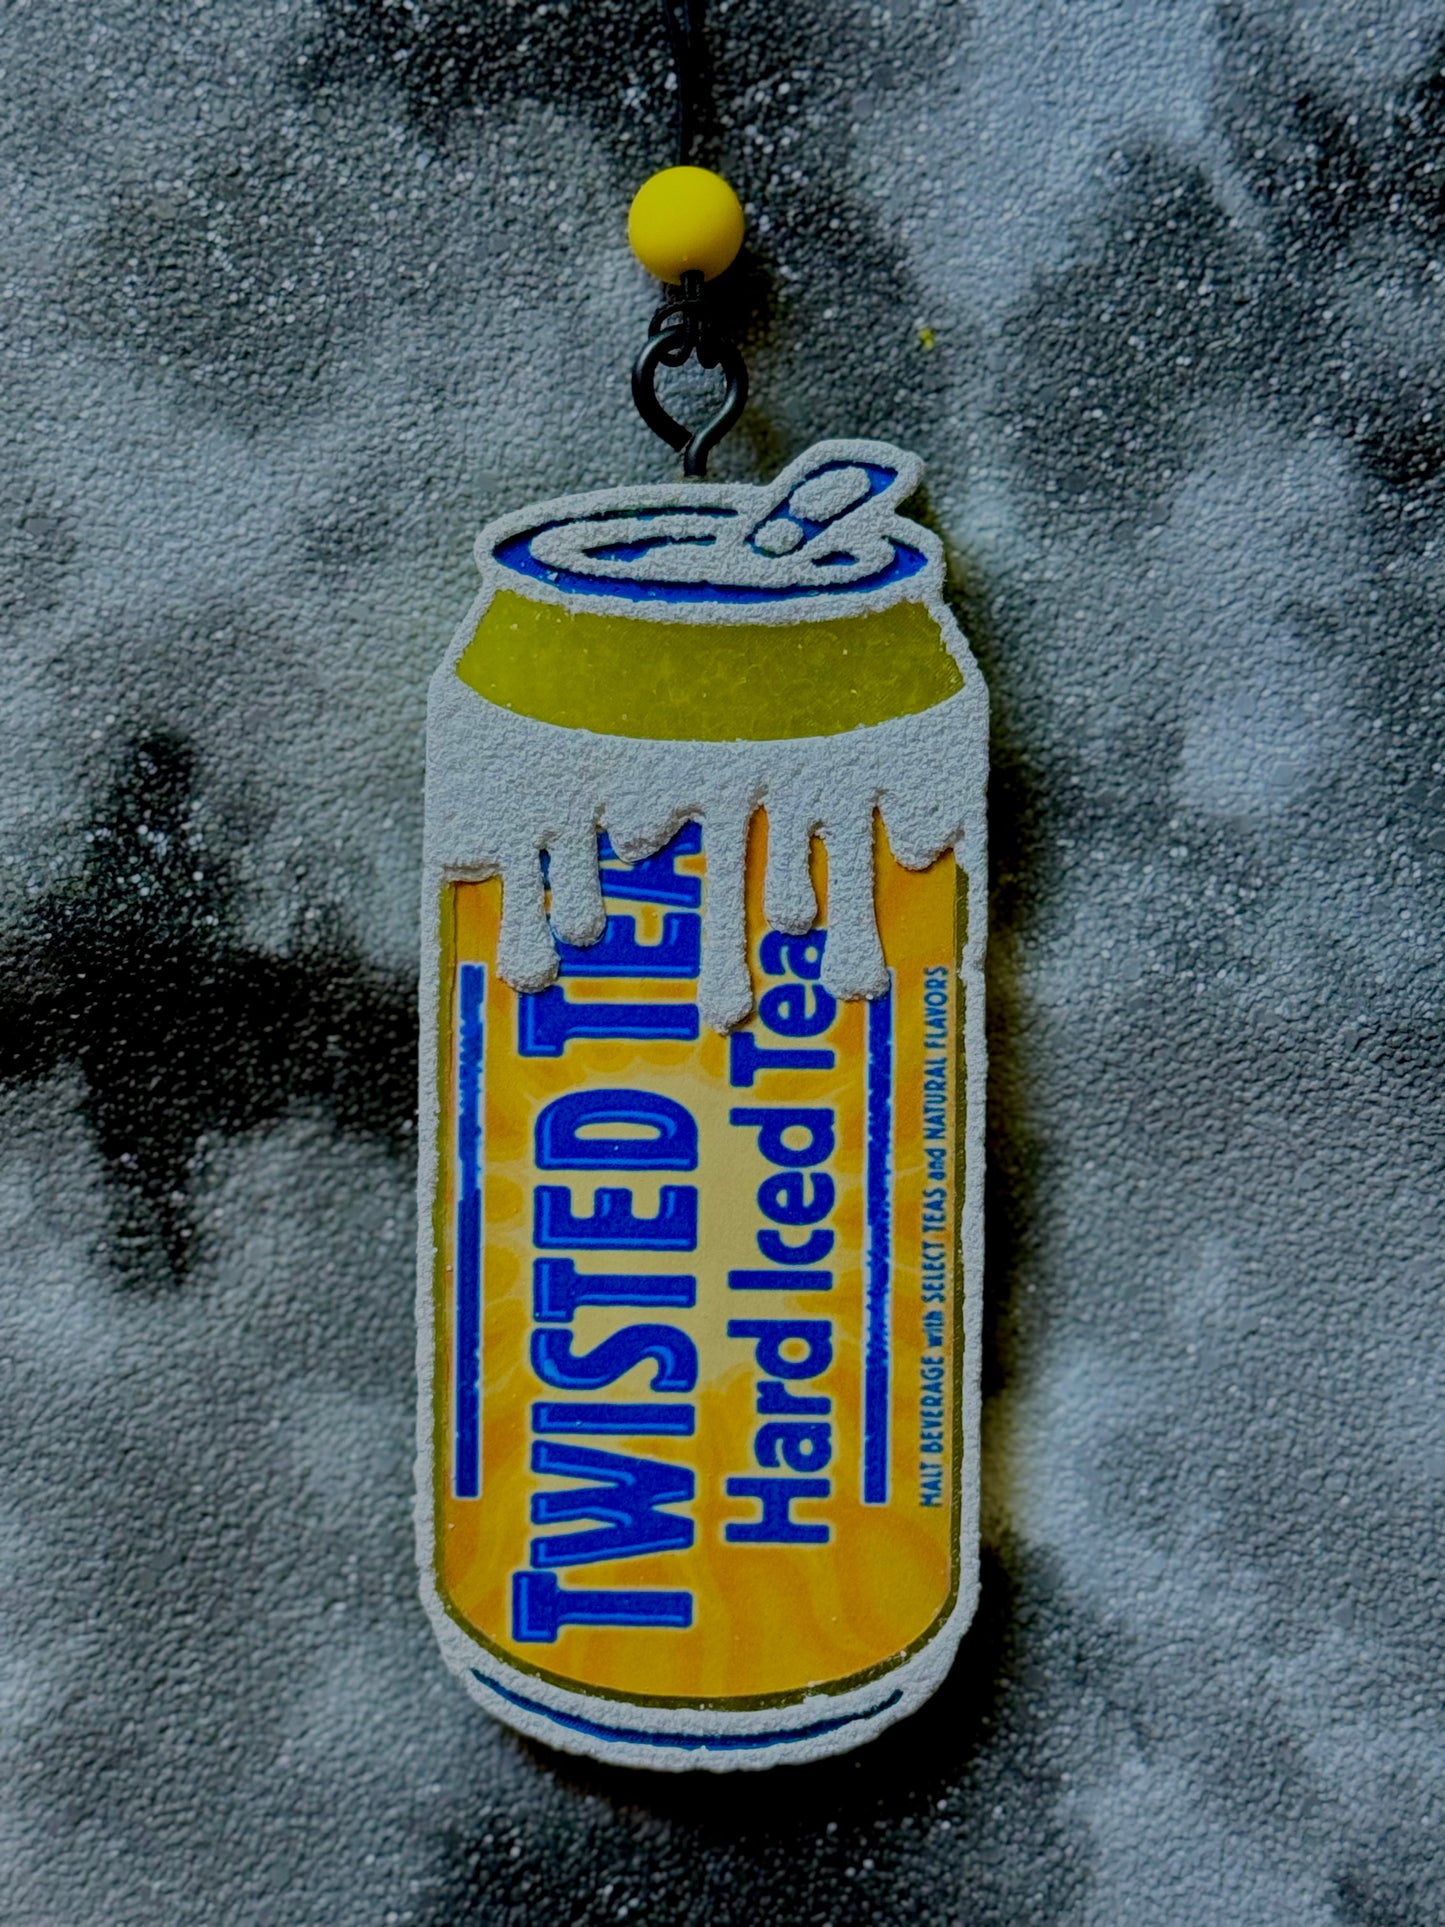 TWISTED TEA
Hard Iced Tea
MALT BEVERAGE with SELECT TEAS and NATURAL FLAVORS